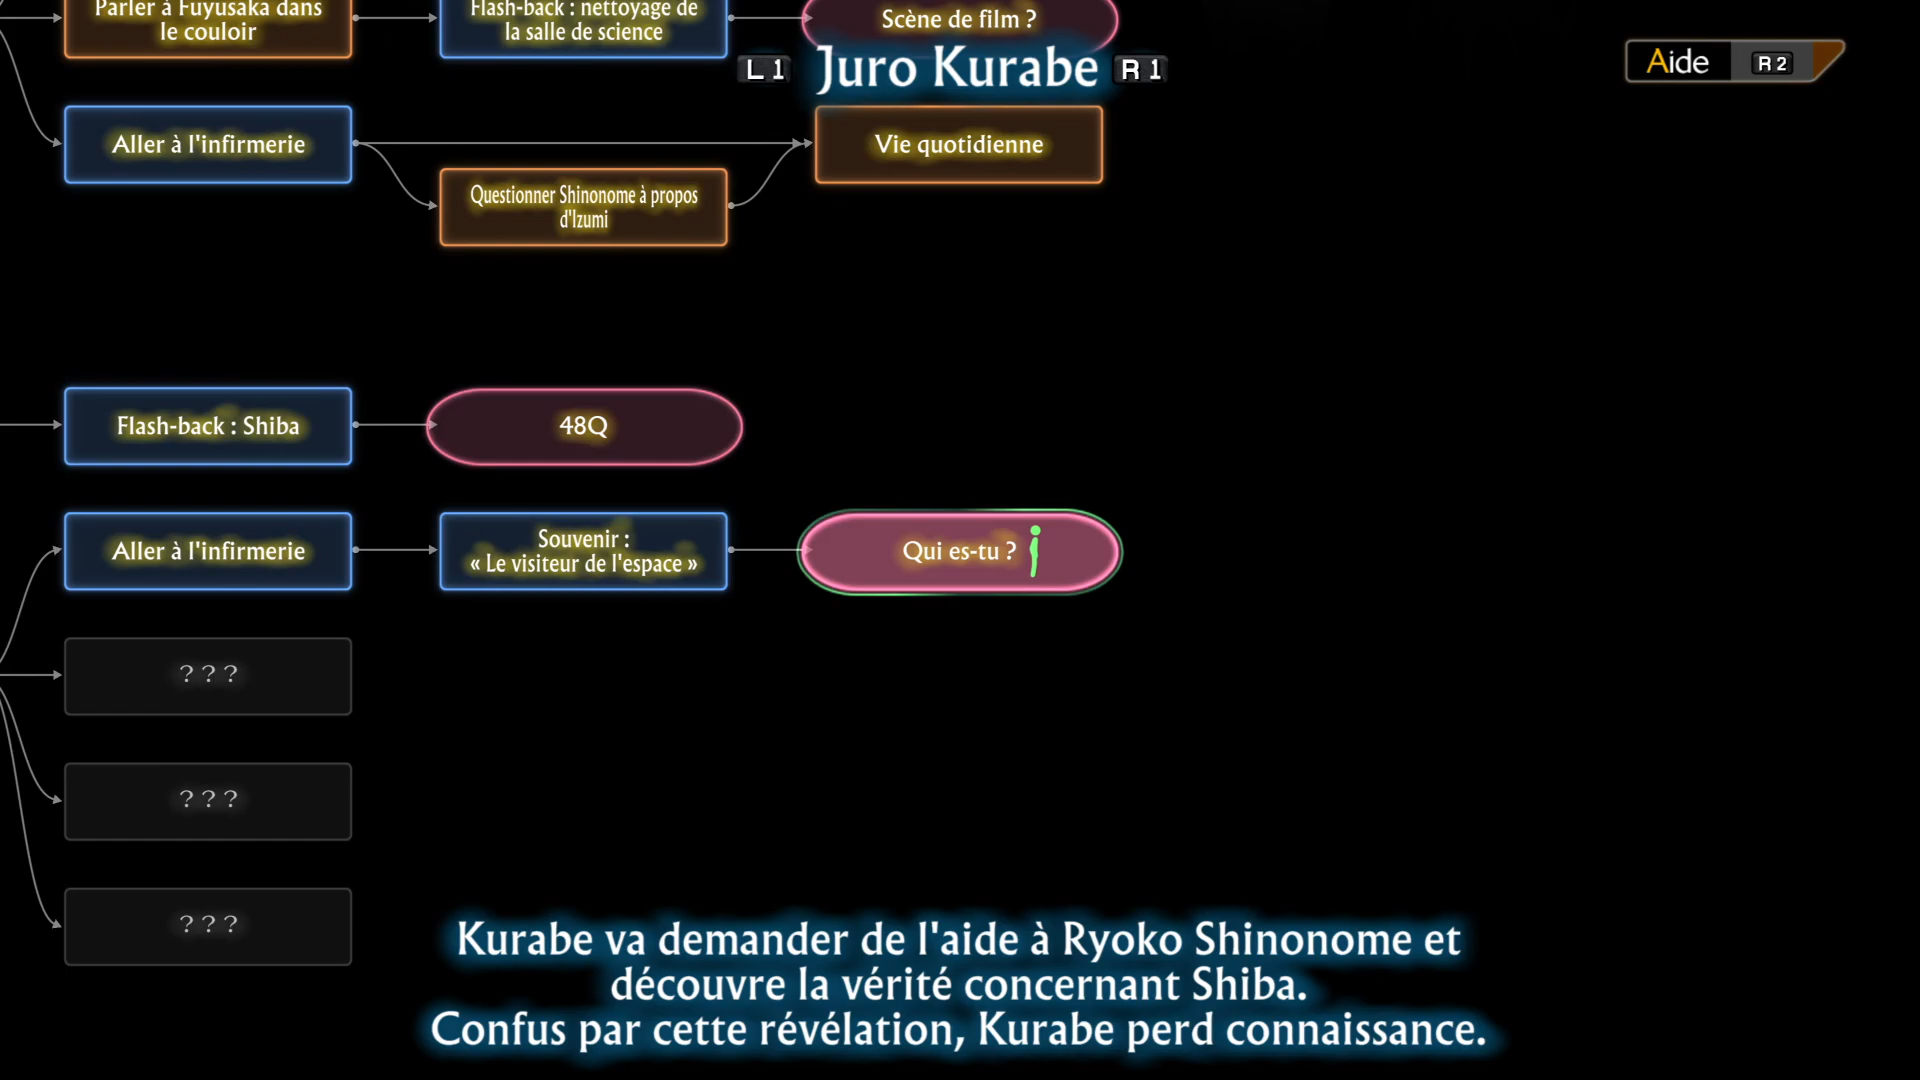 Parler à Fuyusaka dans
le couloir
Flash-back : nettoyage de
la salle de science
Scène de film ?
L1
Juro Kurabe
R1
Aide
R2
Aller à l'infirmerie
Vie quotidienne
Questionner Shinonome à propos
d'Izumi
Flash-back : Shiba
48Q
Aller à l'infirmerie
Souvenir :
« Le visiteur de l'espace »
Qui es-tu ?
? ? ?
? ? ?
? ? ?
Kurabe va demander de l'aide à Ryoko Shinonome et
découvre la vérité concernant Shiba.
Confus par cette révélation, Kurabe perd connaissance.